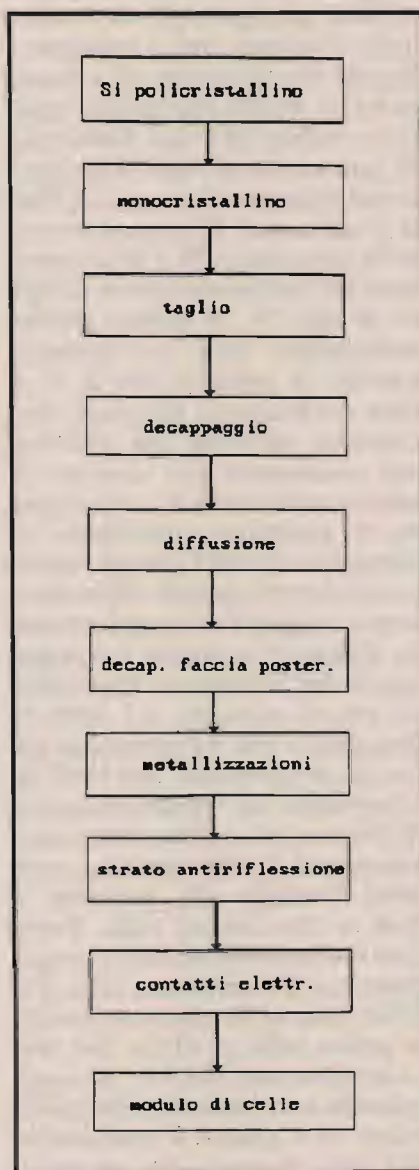 Si policristallino
monocristallino
taglio
decappaggio
diffusione
decap. faccia poster.
metallizzazioni
strato antiriflessione
contatti elettr.
modulo di celle